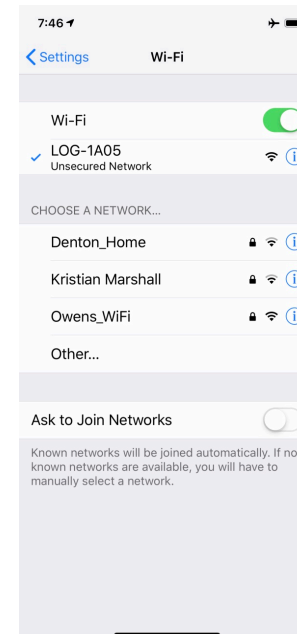 7:46
Settings
Wi-Fi
Wi-Fi
LOG-1A05
Unsecured Network
CHOOSE A NETWORK...
Denton_Home
Kristian Marshall
Owens_WiFi
Other...
Ask to Join Networks
Known networks will be joined automatically. If no
known networks are available, you will have to
manually select a network.